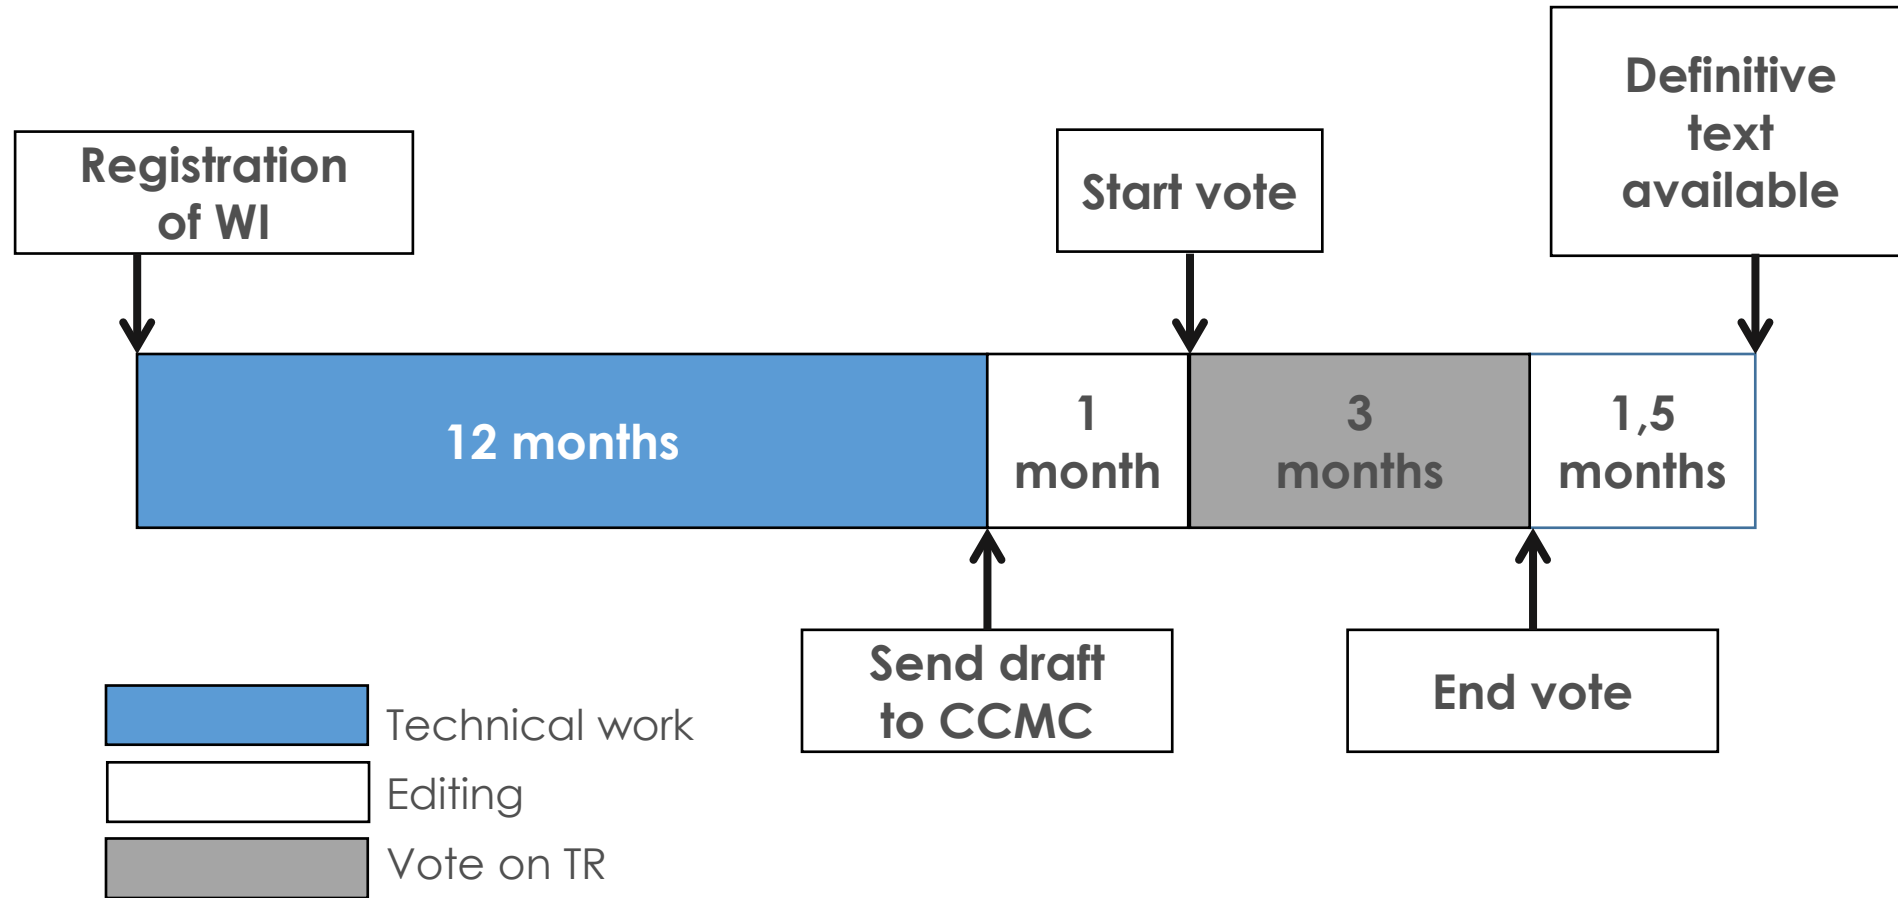 Registration
of WI
Start vote
Definitive
text
available
12 months
1
month
3
months
1,5
months
Send draft
to CCMC
End vote
Technical work
Editing
Vote on TR